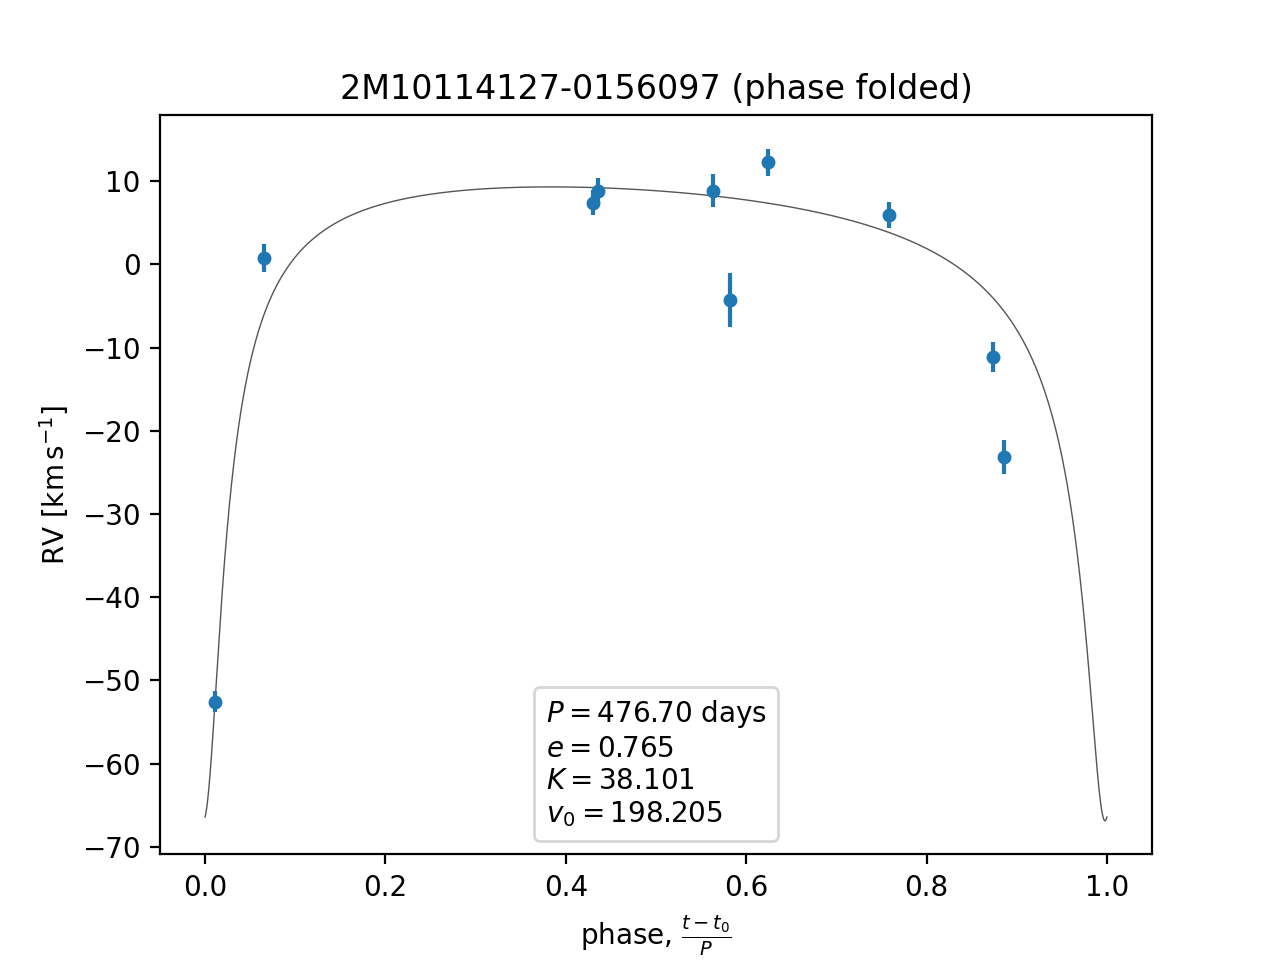 2M10114127-0156097 (phase folded)
RV [km s⁻¹]
10
0
−10
−20
−30
−40
−50
−60
−70
P = 476.70 days
e = 0.765
K = 38.101
v₀ = 198.205
0.0 0.2 0.4 0.6 0.8 1.0
phase, (t − t₀)/P